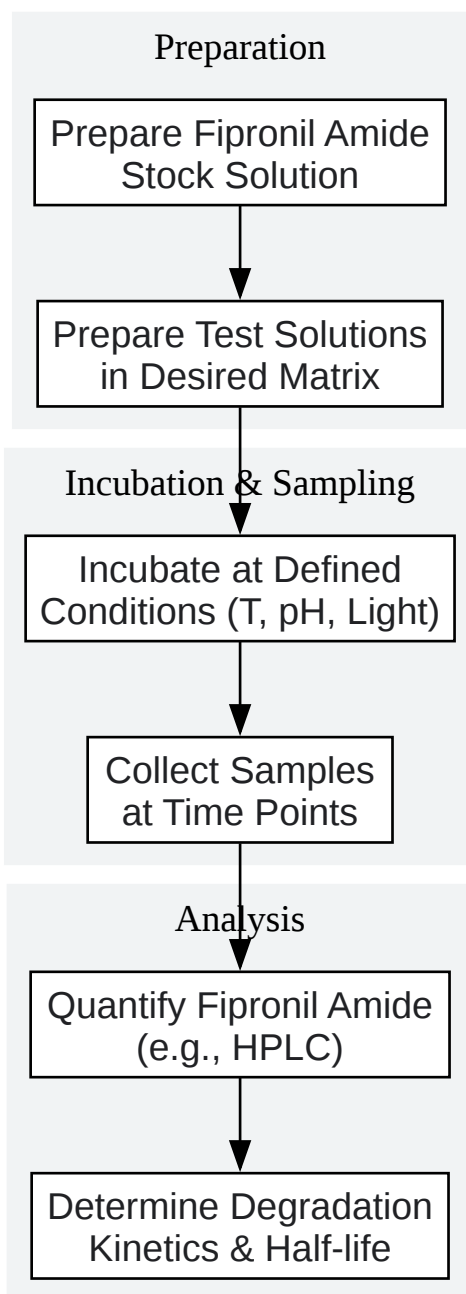 Preparation
Prepare Fipronil Amide
Stock Solution
Prepare Test Solutions
in Desired Matrix
Incubation & Sampling
Incubate at Defined
Conditions (T, pH, Light)
Collect Samples
at Time Points
Analysis
Quantify Fipronil Amide
(e.g., HPLC)
Determine Degradation
Kinetics & Half-life